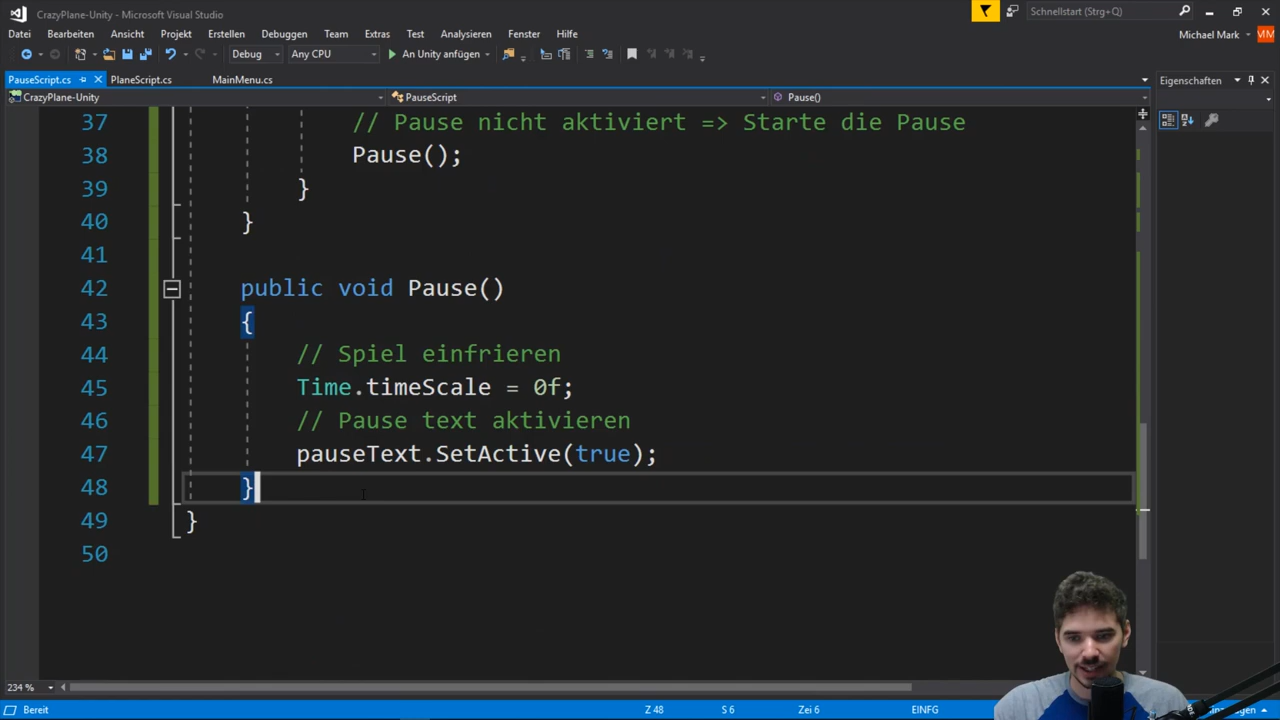 CrazyPlane-Unity - Microsoft Visual Studio
Schnellstart (Strg+Q)
Datei Bearbeiten Ansicht Projekt Erstellen Debuggen Team Extras Test Analysieren Fenster Hilfe
Michael Mark MM
Debug Any CPU An Unity anfügen
PauseScript.cs PlaneScript.cs MainMenu.cs
Eigenschaften
CrazyPlane-Unity PauseScript Pause()
37 // Pause nicht aktiviert => Starte die Pause
38 Pause();
39 }
40 }
41
42 public void Pause()
43 {
44 // Spiel einfrieren
45 Time.timeScale = 0f;
46 // Pause text aktivieren
47 pauseText.SetActive(true);
48 }
49 }
50
234 %
Bereit Z 48 S 6 Zei 6 EINFG